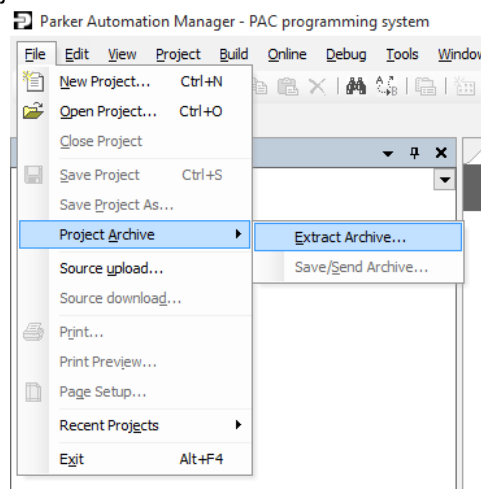 Parker Automation Manager - PAC programming system
File Edit View Project Build Online Debug Tools Window
New Project... Ctrl+N
Open Project... Ctrl+O
Close Project
Save Project Ctrl+S
Save Project As...
Project Archive
Extract Archive...
Save/Send Archive...
Source upload...
Source download...
Print...
Print Preview...
Page Setup...
Recent Projects
Exit Alt+F4